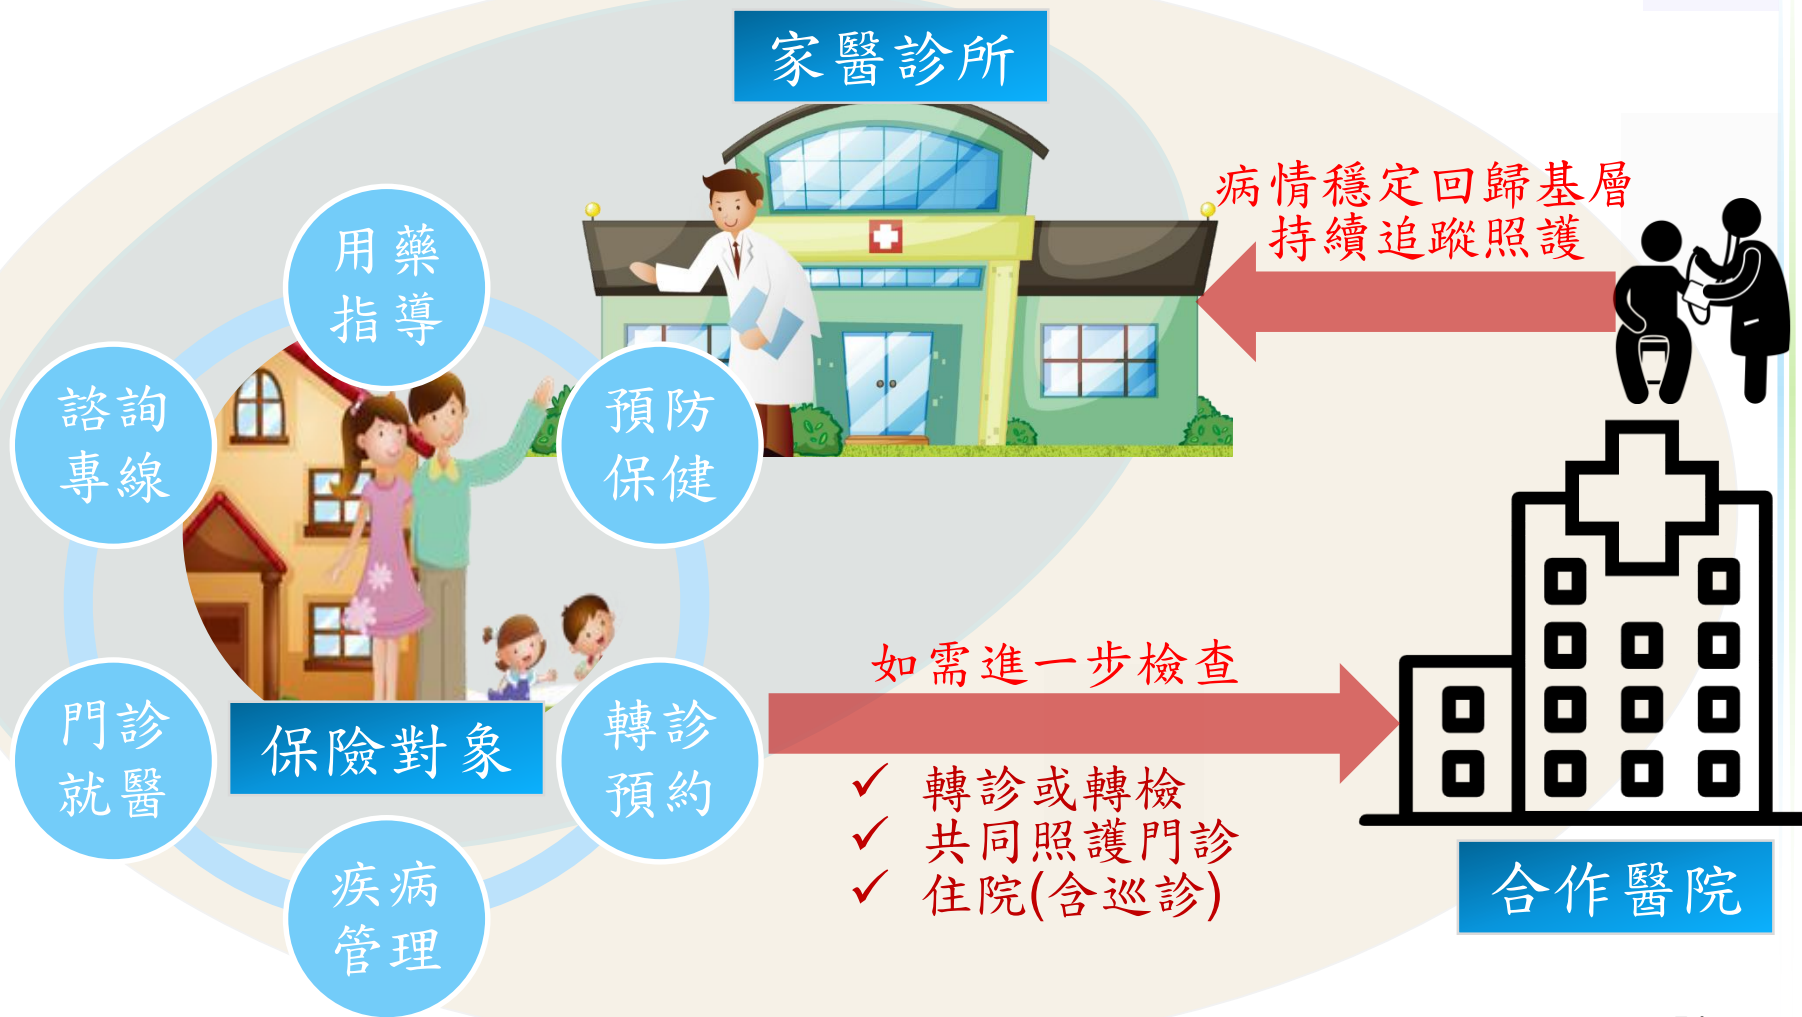 家醫診所
病情穩定回歸基層
持續追蹤照護
用藥
指導
諮詢
專線
預防
保健
門診
就醫
保險對象
轉診
預約
疾病
管理
如需進一步檢查
✓ 轉診或轉檢
✓ 共同照護門診
✓ 住院(含巡診)
合作醫院